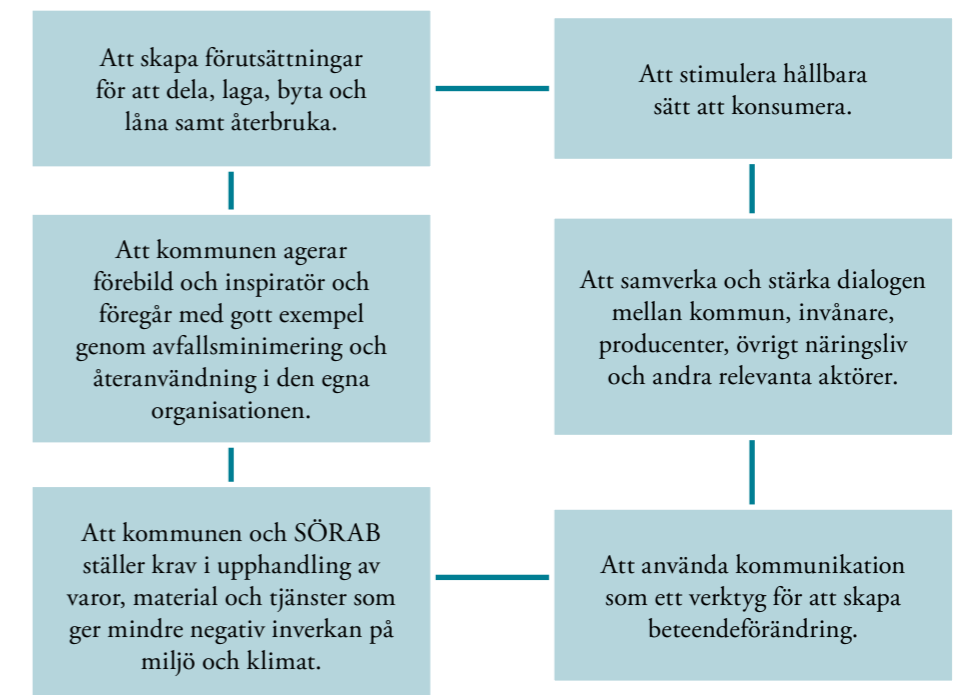 Att skapa förutsättningar
för att dela, laga, byta och
låna samt återbruka.
Att stimulera hållbara
sätt att konsumera.
Att kommunen agerar
förebild och inspiratör och
föregår med gott exempel
genom avfallsminimering och
återanvändning i den egna
organisationen.
Att samverka och stärka dialogen
mellan kommun, invånare,
producenter, övrigt näringsliv
och andra relevanta aktörer.
Att kommunen och SÖRAB
ställer krav i upphandling av
varor, material och tjänster som
ger mindre negativ inverkan på
miljö och klimat.
Att använda kommunikation
som ett verktyg för att skapa
beteendeförändring.